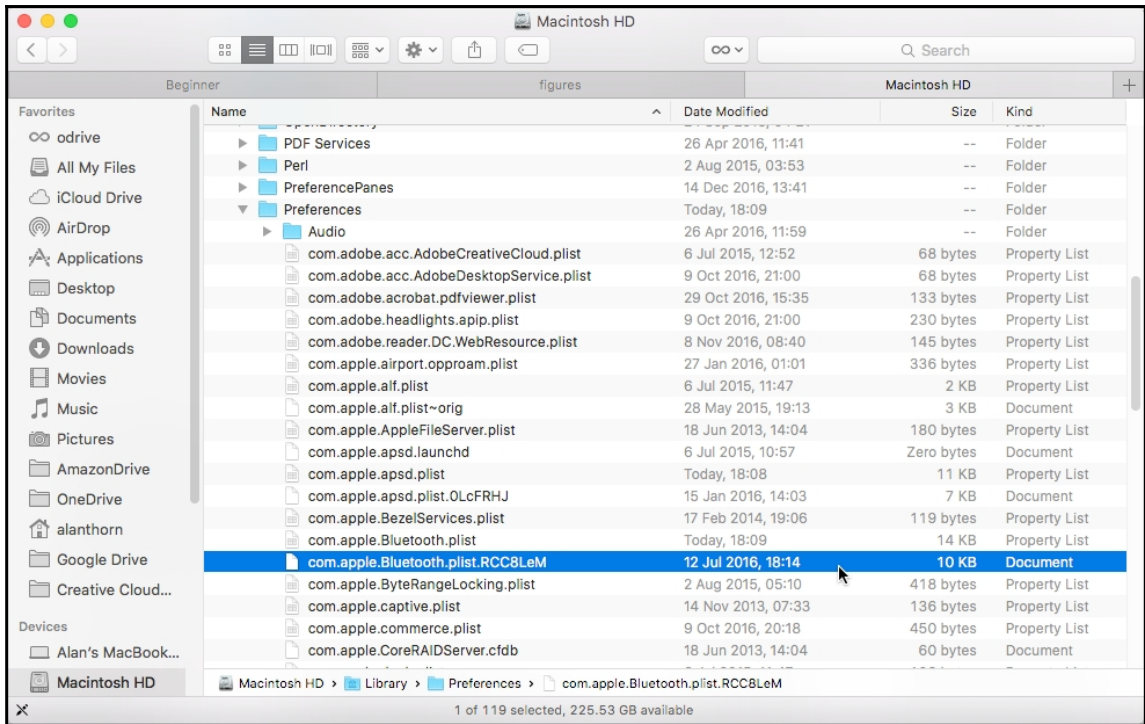 Macintosh HD
Search
Beginner figures Macintosh HD
Favorites
odrive
All My Files
iCloud Drive
AirDrop
Applications
Desktop
Documents
Downloads
Movies
Music
Pictures
AmazonDrive
OneDrive
alanthorn
Google Drive
Creative Cloud...
Devices
Alan's MacBook...
Macintosh HD
Name Date Modified Size Kind
PDF Services 26 Apr 2016, 11:41 -- Folder
Perl 2 Aug 2015, 03:53 -- Folder
PreferencePanes 14 Dec 2016, 13:41 -- Folder
Preferences Today, 18:09 -- Folder
Audio 26 Apr 2016, 11:59 -- Folder
com.adobe.acc.AdobeCreativeCloud.plist 6 Jul 2015, 12:52 68 bytes Property List
com.adobe.acc.AdobeDesktopService.plist 9 Oct 2016, 21:00 68 bytes Property List
com.adobe.acrobat.pdfviewer.plist 29 Oct 2016, 15:35 133 bytes Property List
com.adobe.headlights.apip.plist 9 Oct 2016, 21:00 230 bytes Property List
com.adobe.reader.DC.WebResource.plist 8 Nov 2016, 08:40 145 bytes Property List
com.apple.airport.opproam.plist 27 Jan 2016, 01:01 336 bytes Property List
com.apple.alf.plist 6 Jul 2015, 11:47 2 KB Property List
com.apple.alf.plist~orig 28 May 2015, 19:13 3 KB Document
com.apple.AppleFileServer.plist 18 Jun 2013, 14:04 180 bytes Property List
com.apple.apsd.launchd 6 Jul 2015, 10:57 Zero bytes Document
com.apple.apsd.plist Today, 18:08 11 KB Property List
com.apple.apsd.plist.0LcFRHJ 15 Jan 2016, 14:03 7 KB Document
com.apple.BezelServices.plist 17 Feb 2014, 19:06 119 bytes Property List
com.apple.Bluetooth.plist Today, 18:09 14 KB Property List
com.apple.Bluetooth.plist.RCC8LeM 12 Jul 2016, 18:14 10 KB Document
com.apple.ByteRangeLocking.plist 2 Aug 2015, 05:10 418 bytes Property List
com.apple.captive.plist 14 Nov 2013, 07:33 136 bytes Property List
com.apple.commerce.plist 9 Oct 2016, 20:18 450 bytes Property List
com.apple.CoreRAIDServer.cfdb 18 Jun 2013, 14:04 60 bytes Document
Macintosh HD › Library › Preferences › com.apple.Bluetooth.plist.RCC8LeM
1 of 119 selected, 225.53 GB available